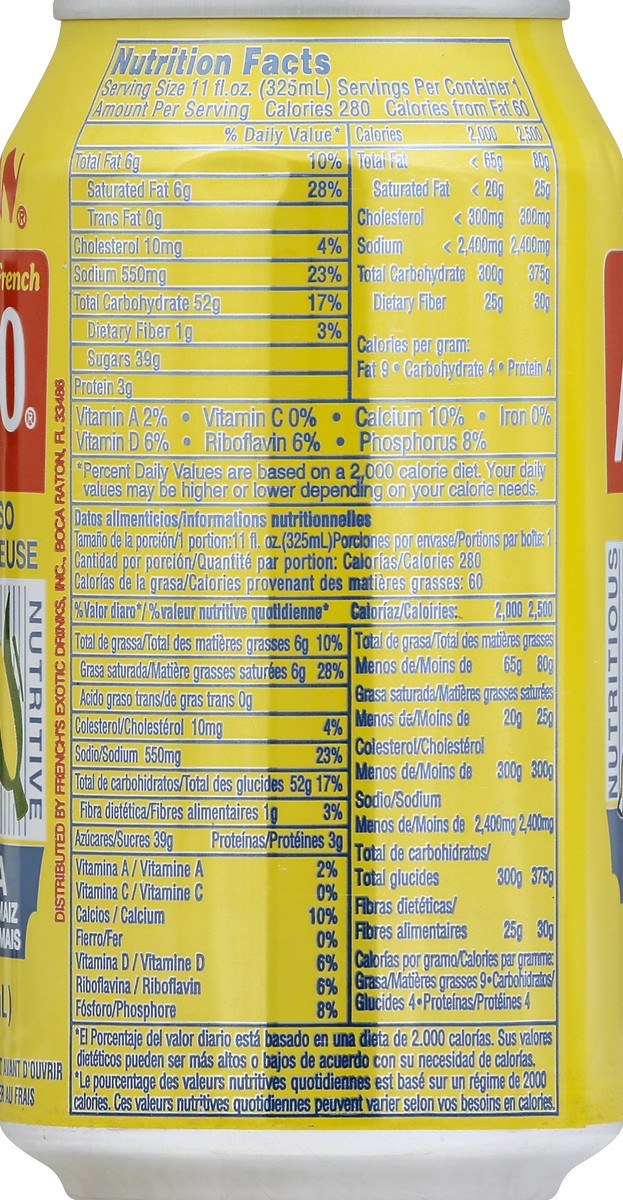 Nutrition Facts
Serving Size 11 fl.oz. (325mL) Servings Per Container 1
Amount Per Serving Calories 280 Calories from Fat 60
% Daily Value*
Total Fat 6g 10%
Saturated Fat 6g 28%
Trans Fat 0g
Cholesterol 10mg 4%
Sodium 550mg 23%
Total Carbohydrate 52g 17%
Dietary Fiber 1g 3%
Sugars 39g
Protein 3g
Calories 2,000 2,500
Total Fat < 65g 80g
Saturated Fat < 20g 25g
Cholesterol < 300mg 300mg
Sodium < 2,400mg 2,400mg
Total Carbohydrate 300g 375g
Dietary Fiber 25g 30g
Calories per gram:
Fat 9 • Carbohydrate 4 • Protein 4
Vitamin A 2% • Vitamin C 0% • Calcium 10% • Iron 0%
Vitamin D 6% • Riboflavin 6% • Phosphorus 8%
*Percent Daily Values are based on a 2,000 calorie diet. Your daily
values may be higher or lower depending on your calorie needs.
Datos alimenticios/informations nutritionnelles
Tamaño de la porción/1 portion:11 fl. oz.(325mL)Porciones por envase/Portions par boîte: 1
Cantidad por porción/Quantité par portion: Calorías/Calories 280
Calorías de la grasa/Calories provenant des matières grasses: 60
%Valor diaro*/%valeur nutritive quotidienne*
Total de grassa/Total des matières grasses 6g 10%
Grasa saturada/Matière grasses saturées 6g 28%
Acido graso trans/de gras trans 0g
Colesterol/Cholestérol 10mg 4%
Sodio/Sodium 550mg 23%
Total de carbohidratos/Total des glucides 52g 17%
Fibra dietética/Fibres alimentaires 1g 3%
Azúcares/Sucres 39g Proteínas/Protéines 3g
Vitamina A / Vitamine A 2%
Vitamina C / Vitamine C 0%
Calcios / Calcium 10%
Fierro/Fer 0%
Vitamina D / Vitamine D 6%
Riboflavina / Riboflavin 6%
Fósforo/Phosphore 8%
Caloríaz/Caloiries: 2,000 2,500
Total de grasa/Total des matières grasses
Menos de/Moins de 65g 80g
Grasa saturada/Matières grasses saturées
Menos de/Moins de 20g 25g
Colesterol/Cholestérol
Menos de/Moins de 300g 300g
Sodio/Sodium
Menos de/Moins de 2,400mg 2,400mg
Total de carbohidratos/
Total glucides 300g 375g
Fibras dietéticas/
Fibres alimentaires 25g 30g
Calorías por gramo/Calories par gramme:
Grasa/Matières grasses 9•Carbohidratos/
Glucides 4•Proteínas/Protéines 4
*El Porcentaje del valor diario está basado en una dieta de 2.000 calorías. Sus valores
dietéticos pueden ser más altos o bajos de acuerdo con su necesidad de calorías.
*Le pourcentage des valeurs nutritives quotidiennes est basé sur un régime de 2000
calories. Ces valeurs nutritives quotidiennes peuvent varier selon vos besoins en calories.
DISTRIBUTED BY FRENCH'S EXOTIC DRINKS, INC., BOCA RATON, FL 33486
NUTRITIVE
NUTRITIOUS
AVANT D'OUVRIR
AU FRAIS